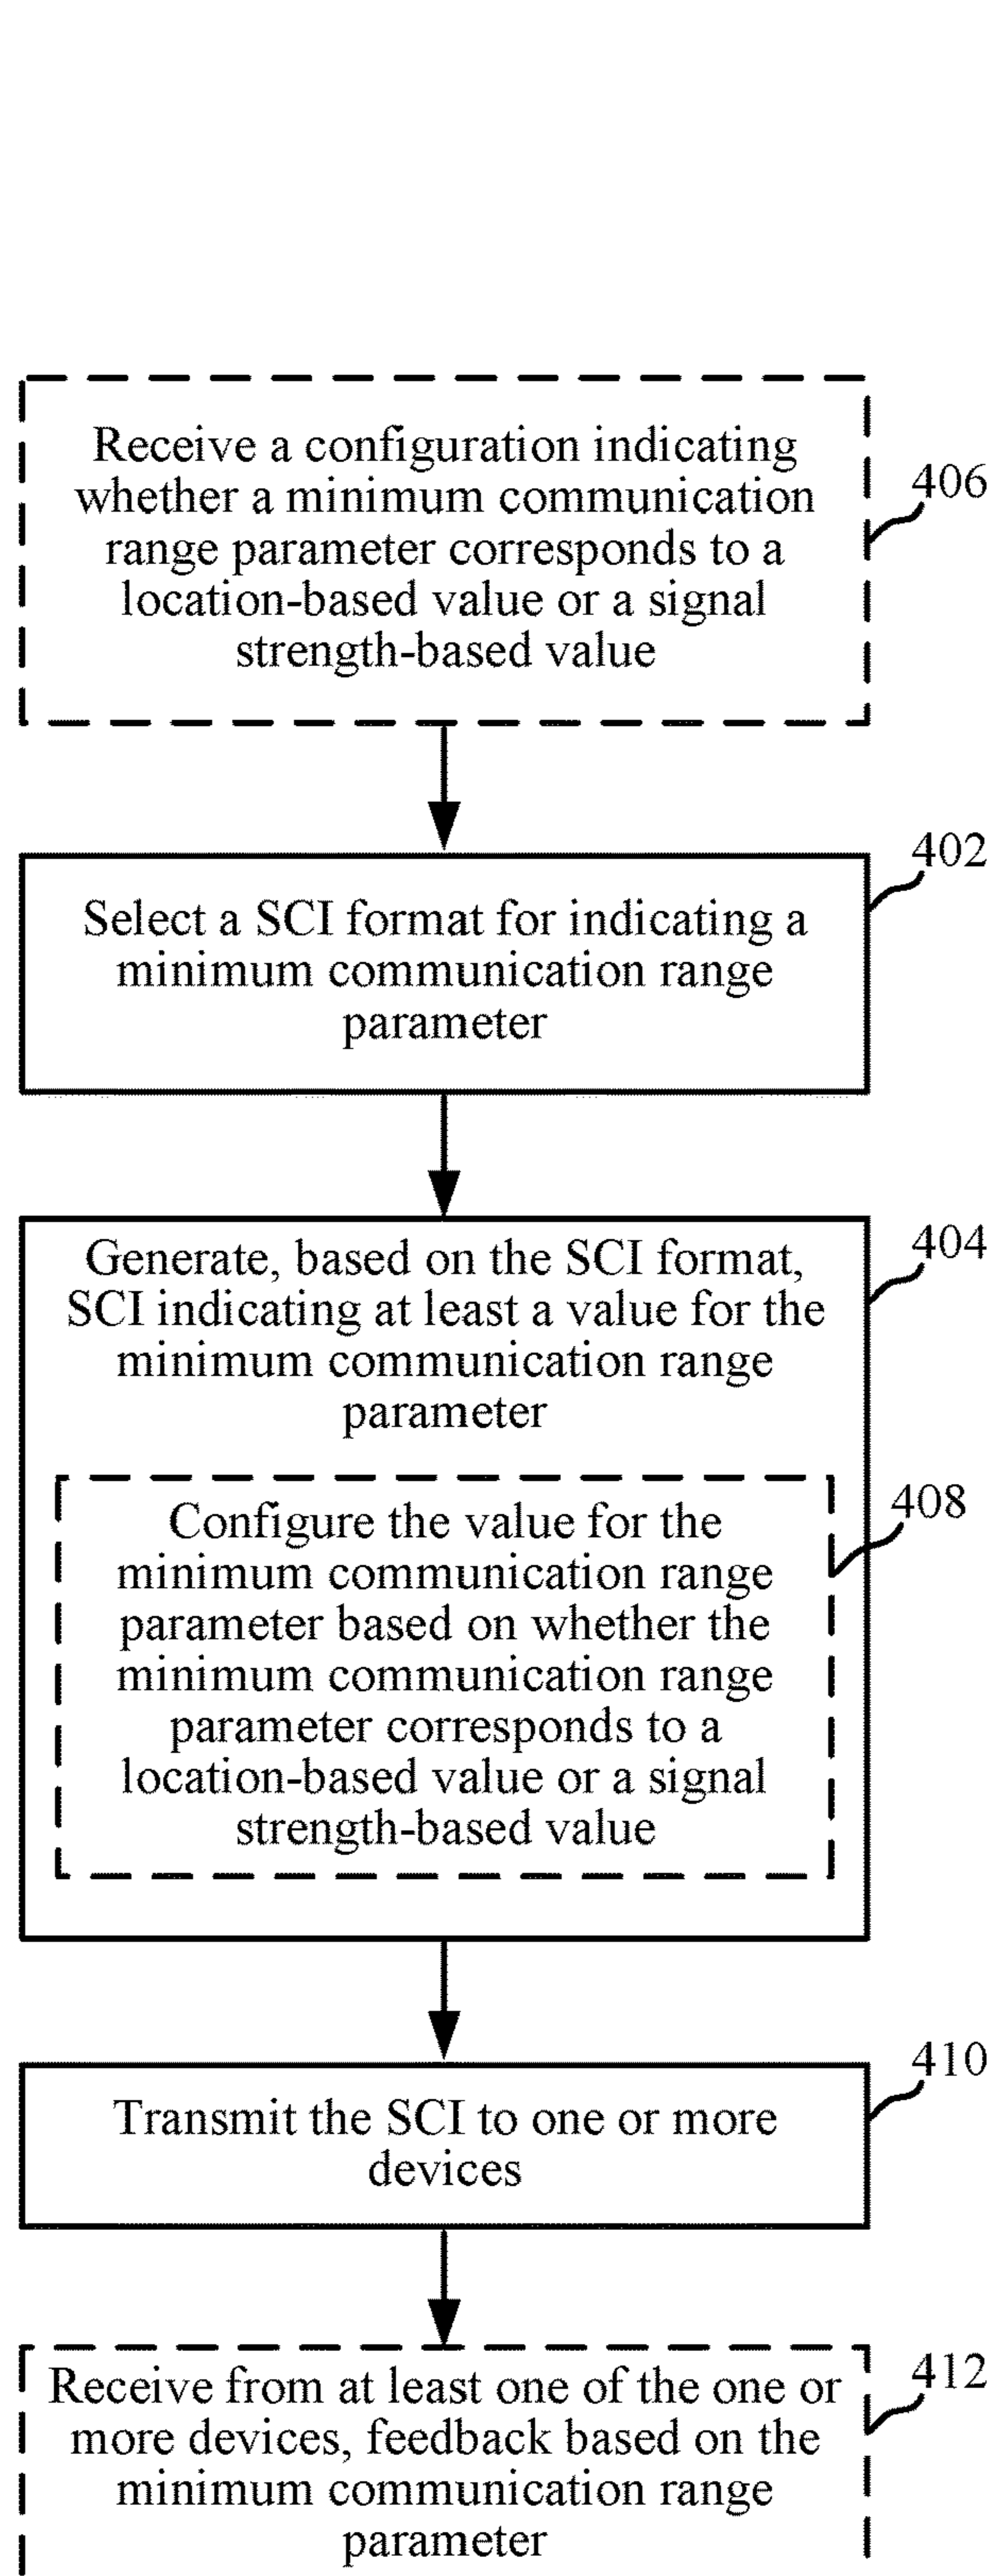 Receive a configuration indicating
whether a minimum communication
range parameter corresponds to a
location-based value or a signal
strength-based value
406
Select a SCI format for indicating a
minimum communication range
parameter
402
Generate, based on the SCI format,
SCI indicating at least a value for the
minimum communication range
parameter
404
Configure the value for the
minimum communication range
parameter based on whether the
minimum communication range
parameter corresponds to a
location-based value or a signal
strength-based value
408
Transmit the SCI to one or more
devices
410
Receive from at least one of the one or
more devices, feedback based on the
minimum communication range
parameter
412